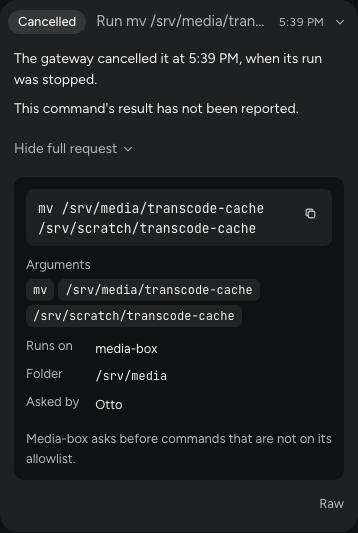 Cancelled Run mv /srv/media/tran... 5:39 PM
The gateway cancelled it at 5:39 PM, when its run
was stopped.
This command's result has not been reported.
Hide full request
mv /srv/media/transcode-cache
/srv/scratch/transcode-cache
Arguments
mv /srv/media/transcode-cache
/srv/scratch/transcode-cache
Runs on media-box
Folder /srv/media
Asked by Otto
Media-box asks before commands that are not on its
allowlist.
Raw